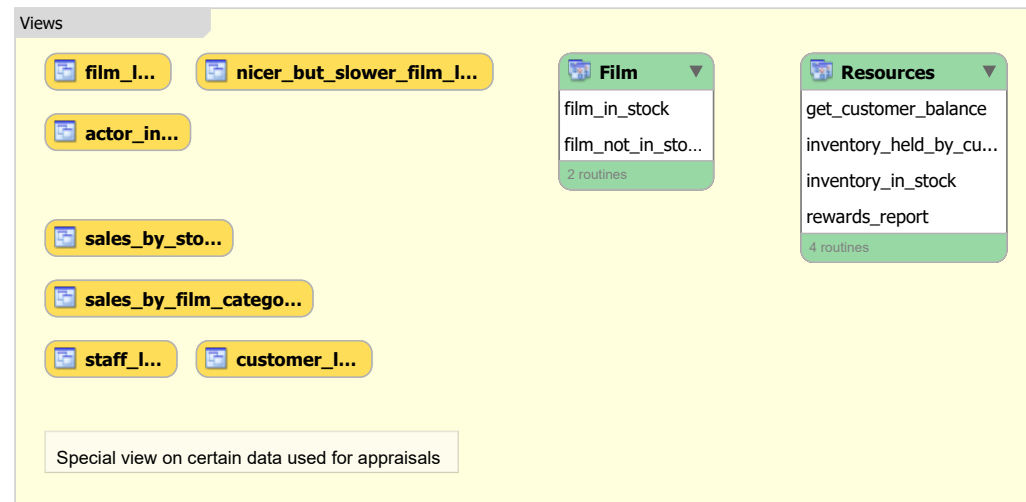 Views
film_l...
nicer_but_slower_film_l...
actor_in...
sales_by_sto...
sales_by_film_catego...
staff_l...
customer_l...
Special view on certain data used for appraisals
Film
film_in_stock
film_not_in_sto...
2 routines
Resources
get_customer_balance
inventory_held_by_cu...
inventory_in_stock
rewards_report
4 routines